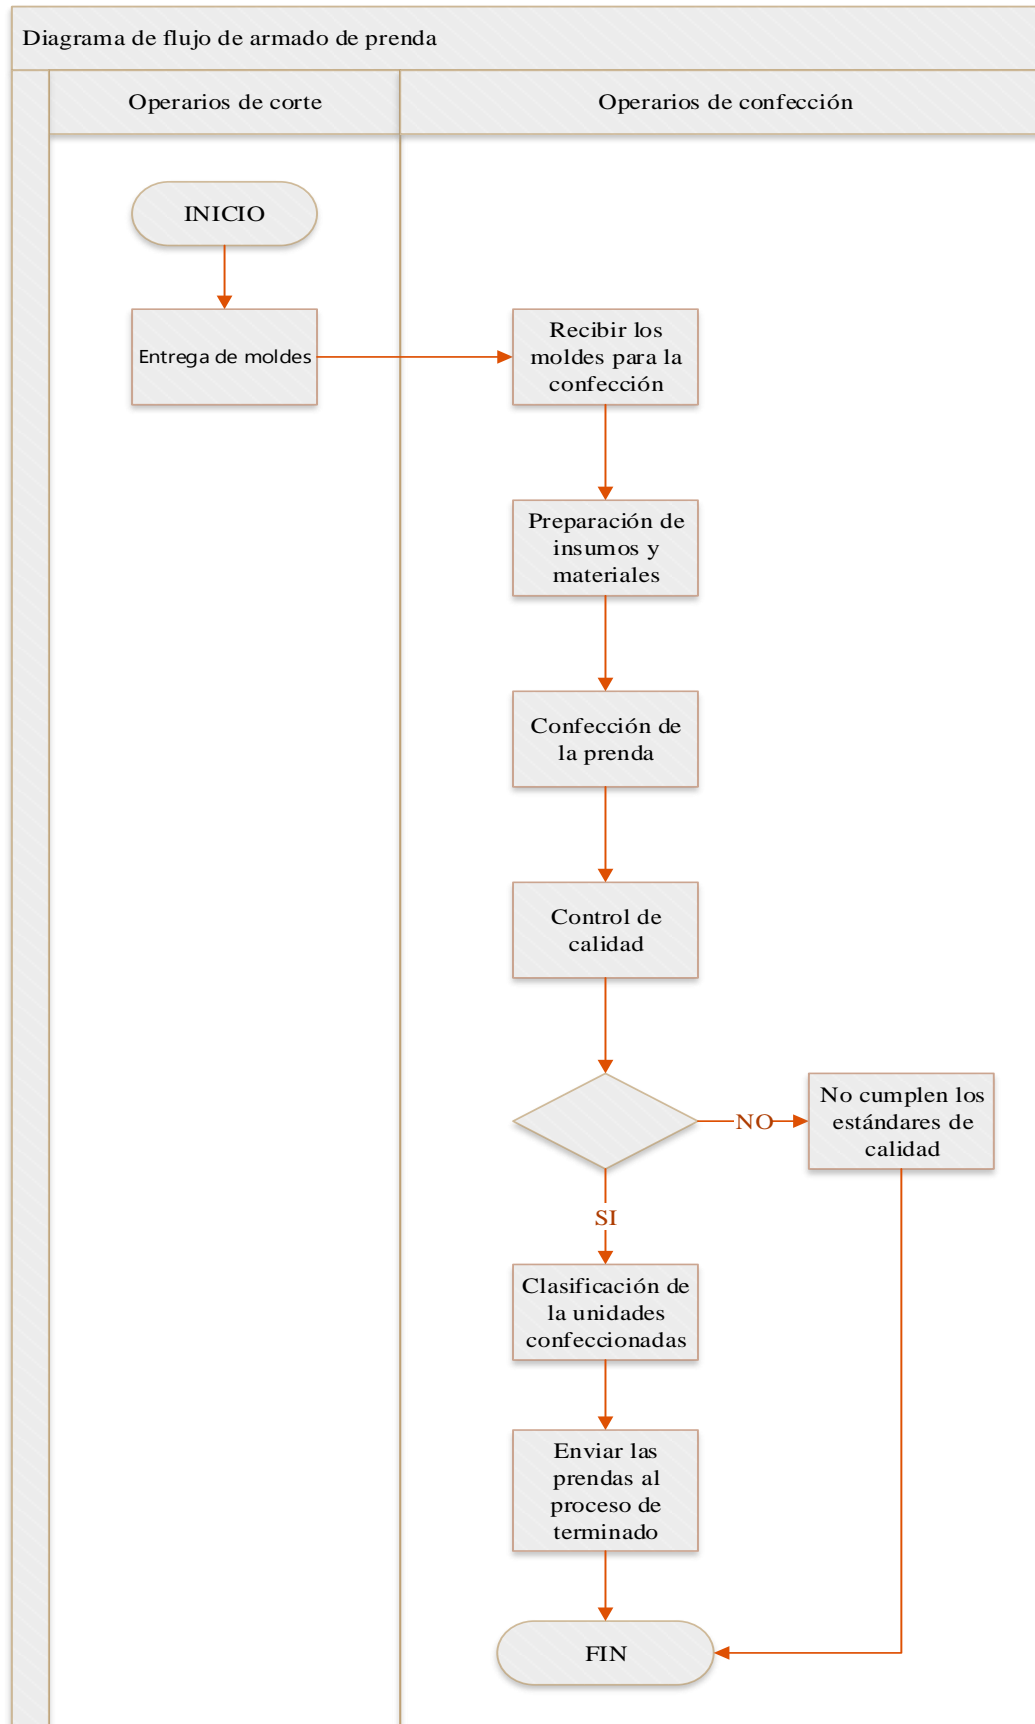 Diagrama de flujo de armado de prenda
Operarios de corte
Operarios de confección
INICIO
Entrega de moldes
Recibir los
moldes para la
confección
Preparación de
insumos y
materiales
Confección de
la prenda
Control de
calidad
NO
No cumplen los
estándares de
calidad
SI
Clasificación de
la unidades
confeccionadas
Enviar las
prendas al
proceso de
terminado
FIN